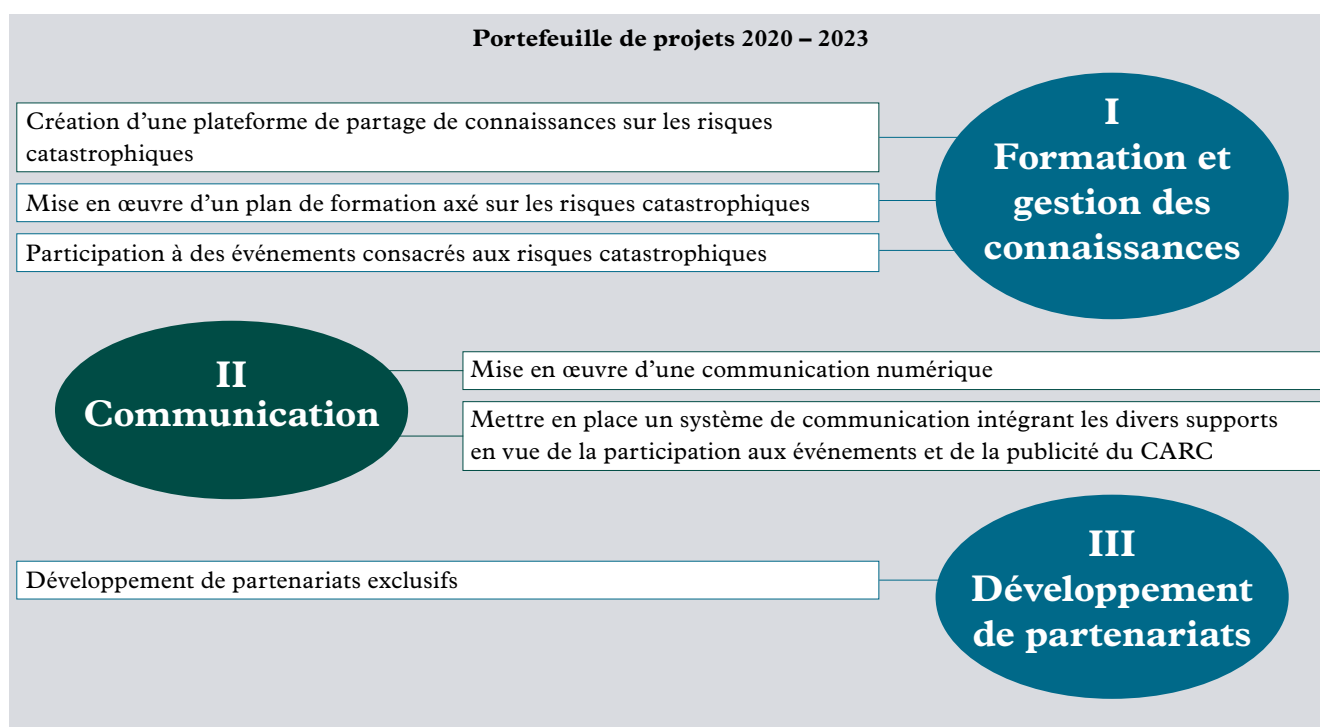 Portefeuille de projets 2020 – 2023
Création d’une plateforme de partage de connaissances sur les risques
catastrophiques
Mise en œuvre d’un plan de formation axé sur les risques catastrophiques
Participation à des événements consacrés aux risques catastrophiques
I
Formation et
gestion des
connaissances
II
Communication
Mise en œuvre d’une communication numérique
Mettre en place un système de communication intégrant les divers supports
en vue de la participation aux événements et de la publicité du CARC
Développement de partenariats exclusifs
III
Développement
de partenariats